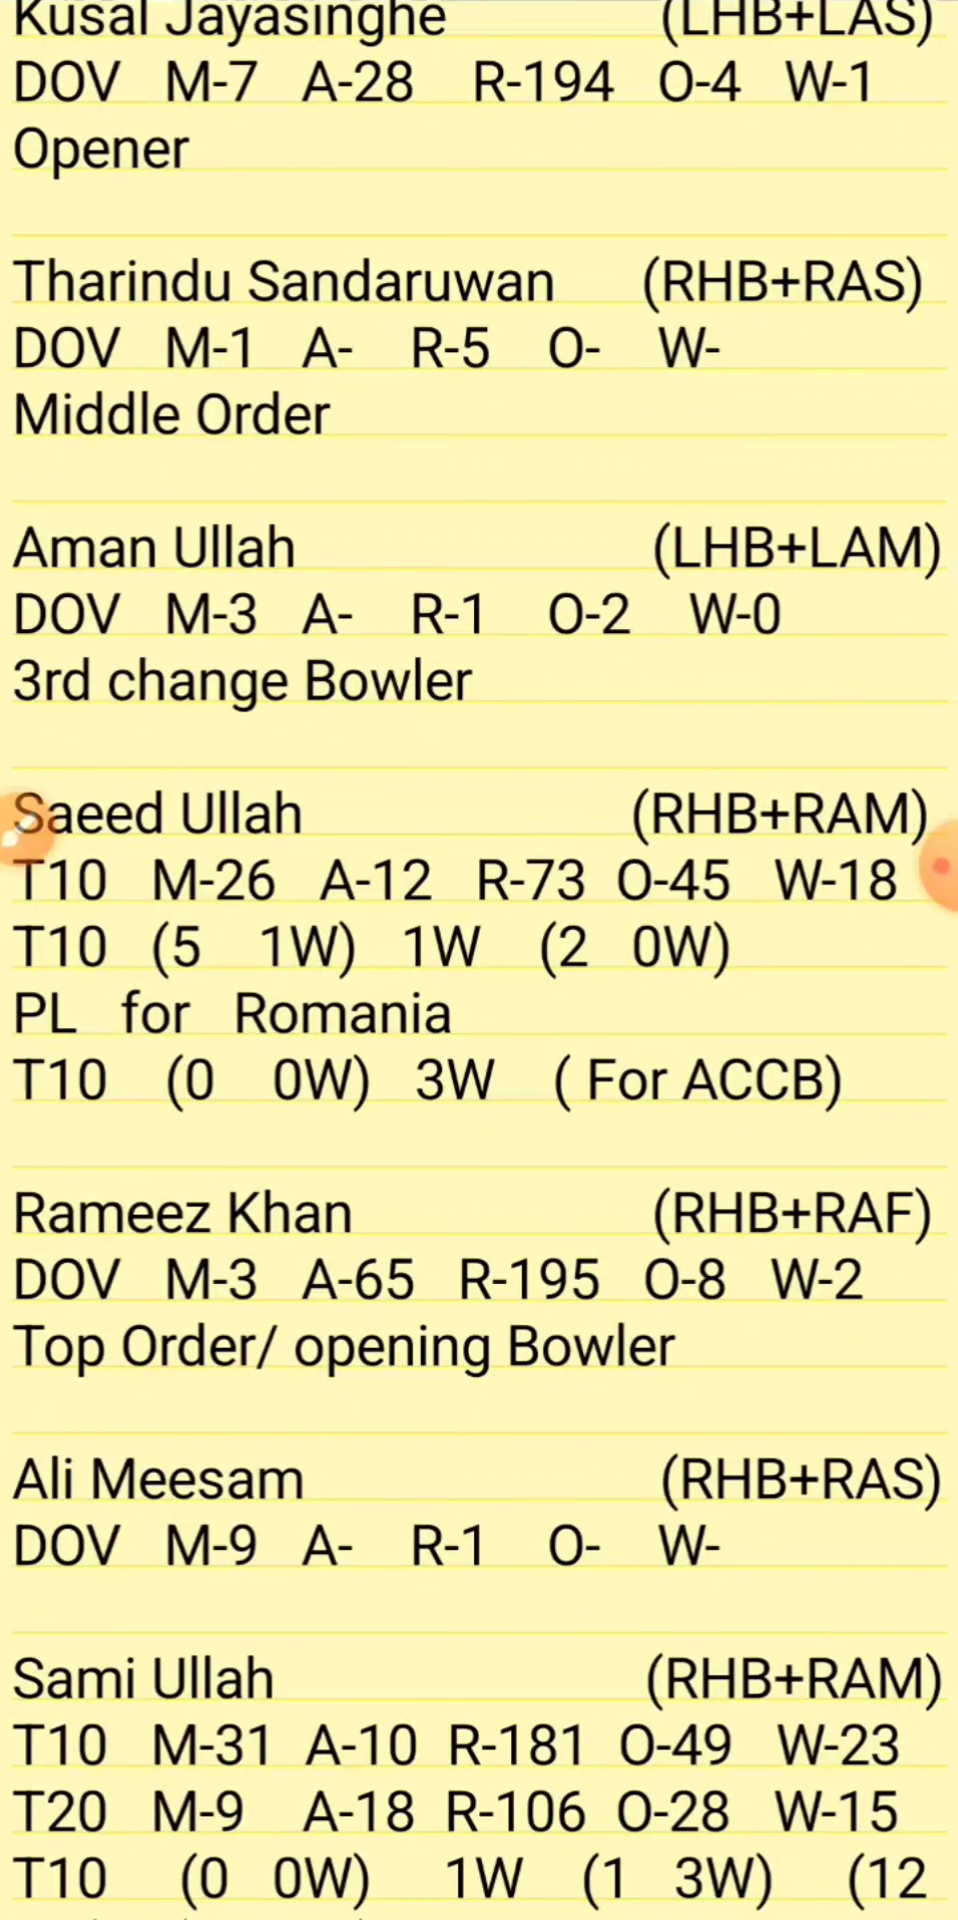 Kusal Jayasinghe (LHB+LAS)
DOV M-7 A-28 R-194 O-4 W-1
Opener
Tharindu Sandaruwan (RHB+RAS)
DOV M-1 A- R-5 O- W-
Middle Order
Aman Ullah (LHB+LAM)
DOV M-3 A- R-1 O-2 W-0
3rd change Bowler
Saeed Ullah (RHB+RAM)
T10 M-26 A-12 R-73 O-45 W-18
T10 (5 1W) 1W (2 0W)
PL for Romania
T10 (0 0W) 3W ( For ACCB)
Rameez Khan (RHB+RAF)
DOV M-3 A-65 R-195 O-8 W-2
Top Order/ opening Bowler
Ali Meesam (RHB+RAS)
DOV M-9 A- R-1 O- W-
Sami Ullah (RHB+RAM)
T10 M-31 A-10 R-181 O-49 W-23
T20 M-9 A-18 R-106 O-28 W-15
T10 (0 0W) 1W (1 3W) (12